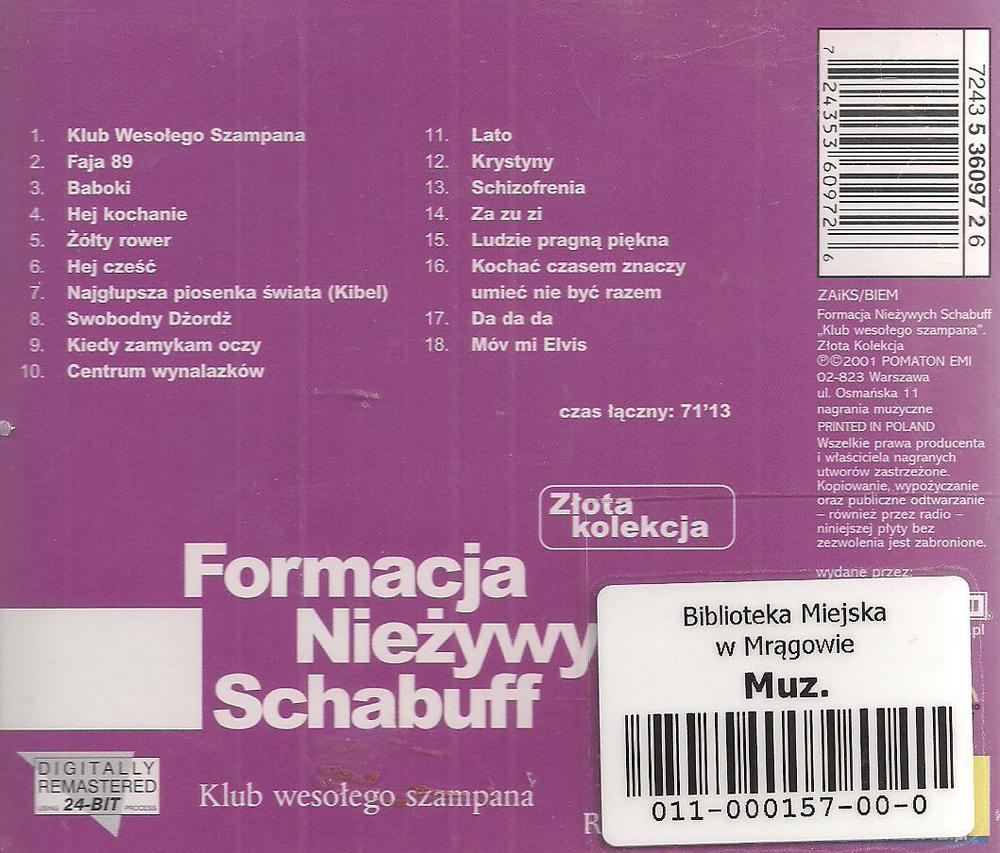 1. Klub Wesołego Szampana
2. Faja 89
3. Baboki
4. Hej kochanie
5. Żółty rower
6. Hej cześć
7. Najgłupsza piosenka świata (Kibel)
8. Swobodny Dżordż
9. Kiedy zamykam oczy
10. Centrum wynalazków
11. Lato
12. Krystyny
13. Schizofrenia
14. Za zu zi
15. Ludzie pragną piękna
16. Kochać czasem znaczy
umieć nie być razem
17. Da da da
18. Móv mi Elvis
czas łączny: 71'13
7243 5 36097 2 6
7 24353 60972 6
ZAiKS/BIEM
Formacja Nieżywych Schabuff
„Klub wesołego szampana".
Złota Kolekcja
℗©2001 POMATON EMI
02-823 Warszawa
ul. Osmańska 11
nagrania muzyczne
PRINTED IN POLAND
Wszelkie prawa producenta
i właściciela nagranych
utworów zastrzeżone.
Kopiowanie, wypożyczanie
oraz publiczne odtwarzanie
– również przez radio –
niniejszej płyty bez
zezwolenia jest zabronione.
wydane przez:
Złota
kolekcja
Formacja
Nieżywy
Schabuff
DIGITALLY
REMASTERED
USING 24-BIT PROCESS
Klub wesołego szampana
Biblioteka Miejska
w Mrągowie
Muz.
011-000157-00-0